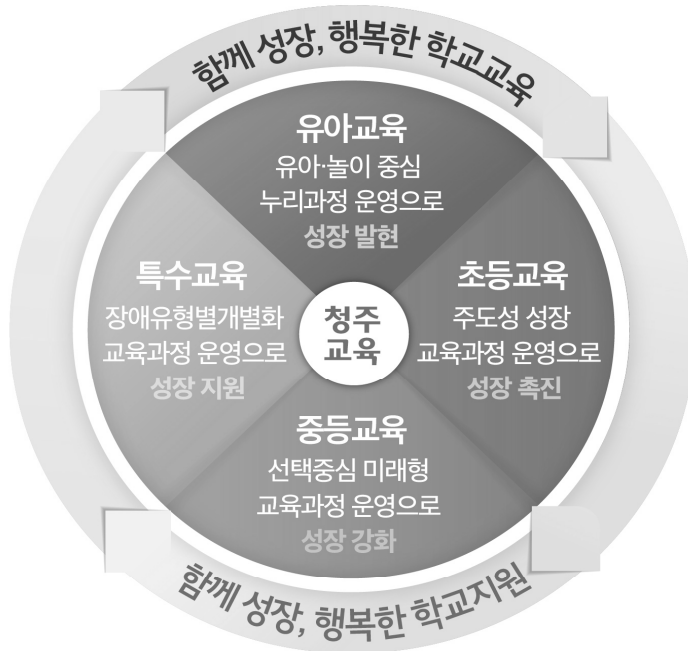 함께 성장, 행복한 학교교육
유아교육
유아·놀이 중심
누리과정 운영으로
성장 발현
특수교육
장애유형별개별화
교육과정 운영으로
성장 지원
청주
교육
초등교육
주도성 성장
교육과정 운영으로
성장 촉진
중등교육
선택중심 미래형
교육과정 운영으로
성장 강화
함께 성장, 행복한 학교지원